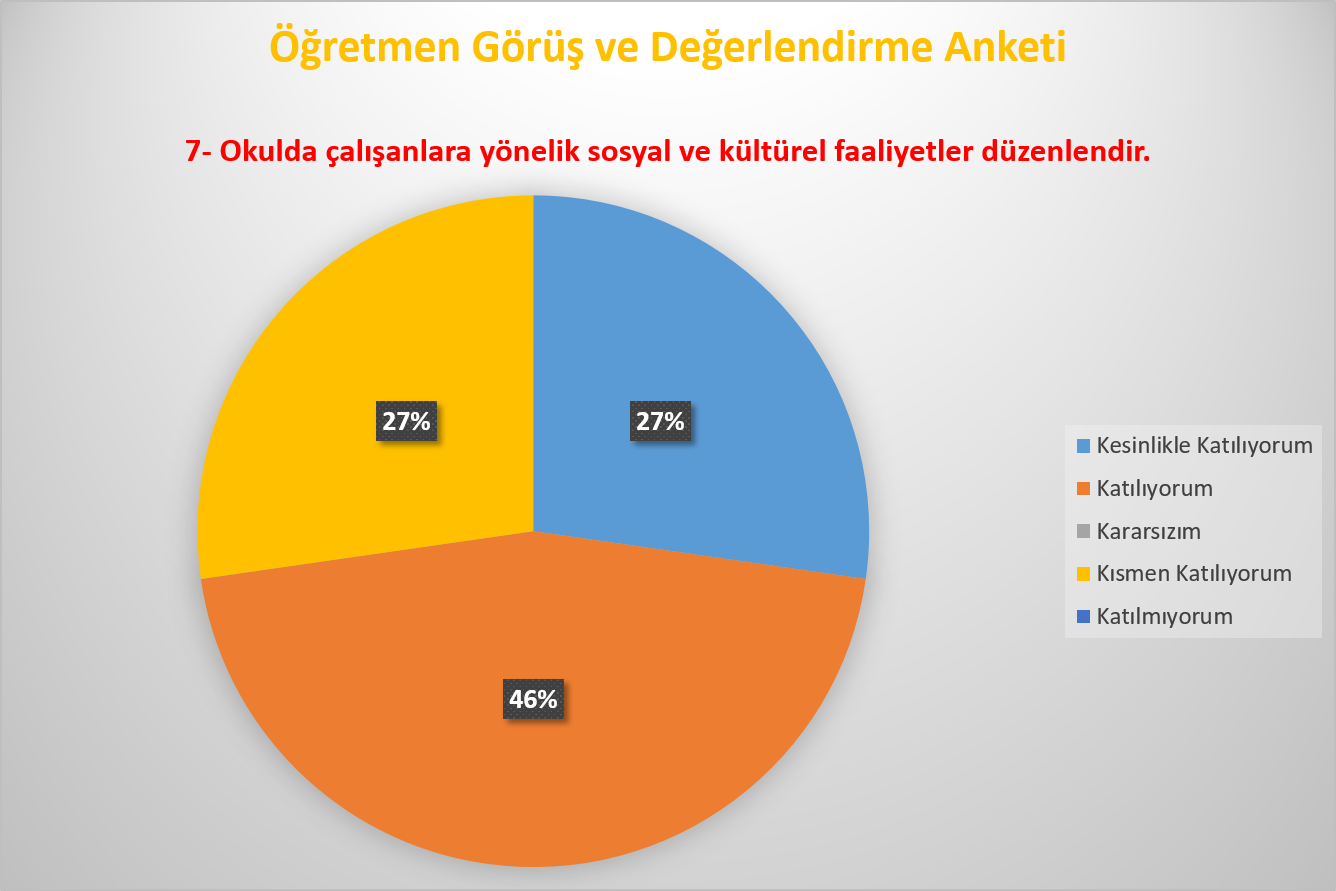 Öğretmen Görüş ve Değerlendirme Anketi
7- Okulda çalışanlara yönelik sosyal ve kültürel faaliyetler düzenlendir.
27%
27%
46%
Kesinlikle Katılıyorum
Katılıyorum
Kararsızım
Kısmen Katılıyorum
Katılmıyorum